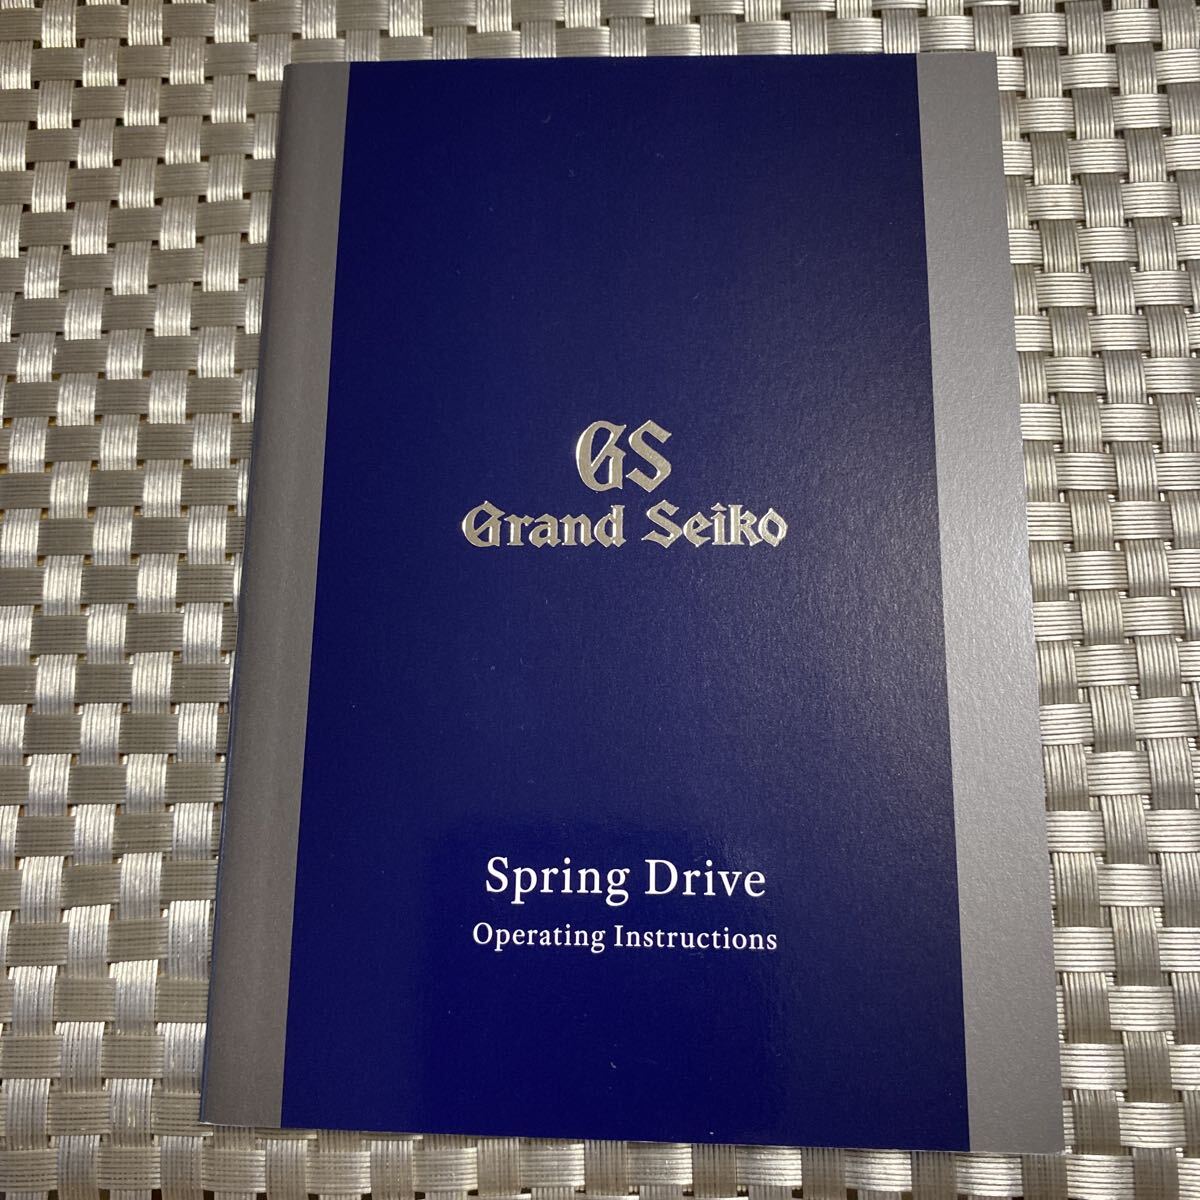 GS
Grand Seiko
Spring Drive
Operating Instructions